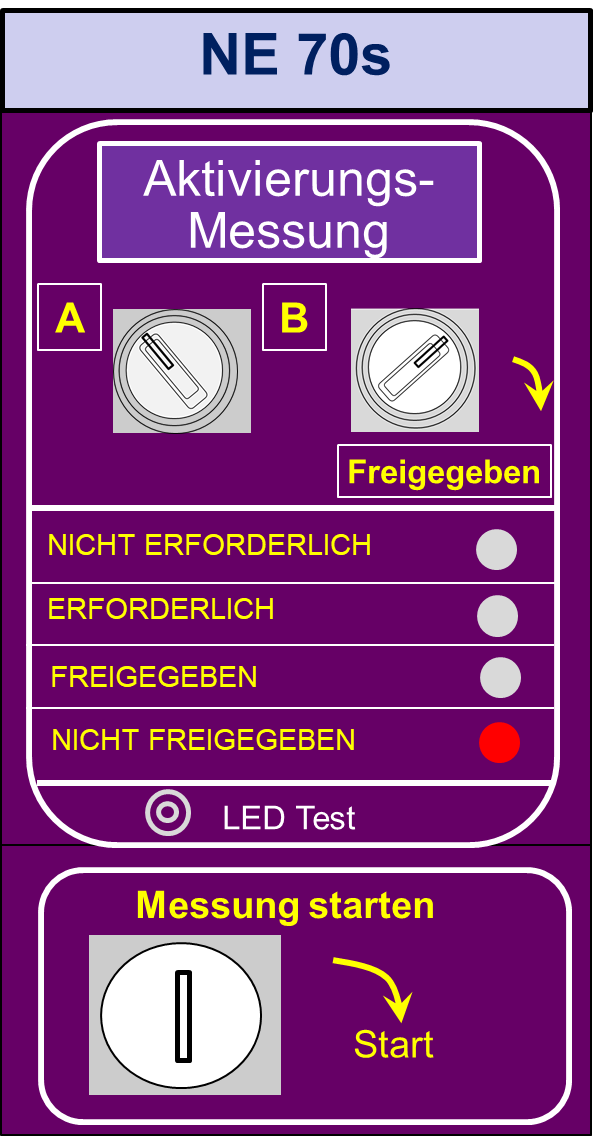 NE 70s
Aktivierungs-
Messung
A
B
Freigegeben
NICHT ERFORDERLICH
ERFORDERLICH
FREIGEGEBEN
NICHT FREIGEGEBEN
LED Test
Messung starten
Start